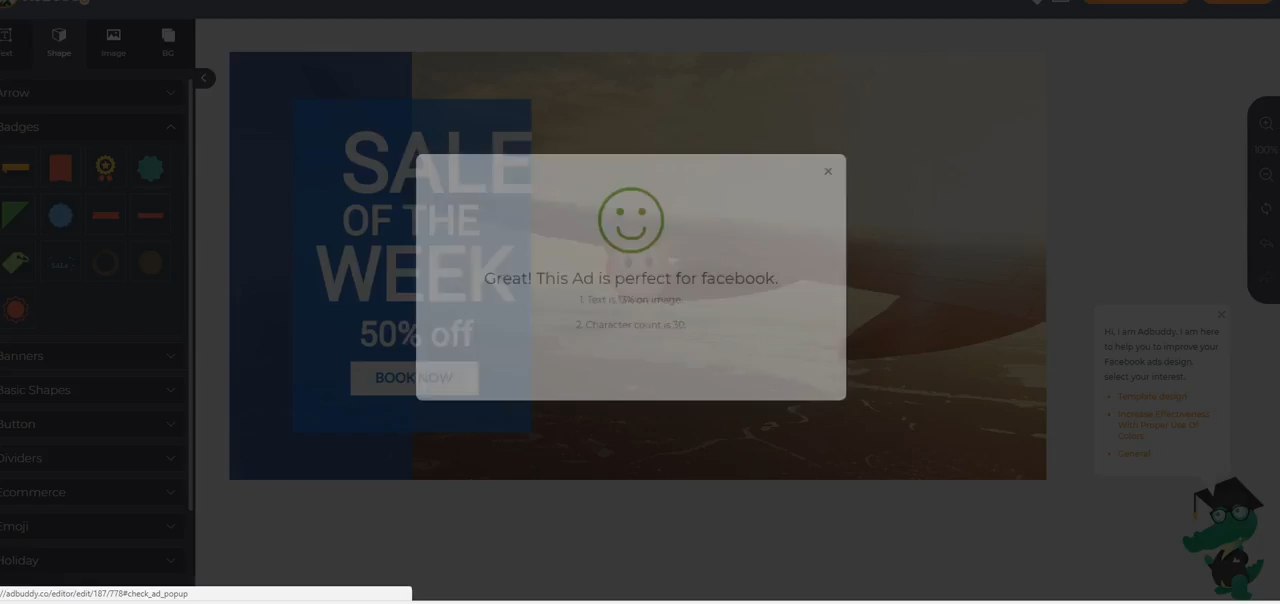 Text
Shape
Image
BG
Arrow
Badges
Banners
Basic Shapes
Button
Dividers
Ecommerce
Emoji
Holiday
SALE
OF THE
WEEK
50% off
BOOK NOW
×
Great! This Ad is perfect for facebook.
1. Text is 13% on image.
2. Character count is 30.
100%
Hi, I am Adbuddy, I am here
to help you to improve your
Facebook ads design.
select your interest.
Template design
Increase Effectiveness
With Proper Use Of
Colors
General
//adbuddy.co/editor/edit/187/778#check_ad_popup